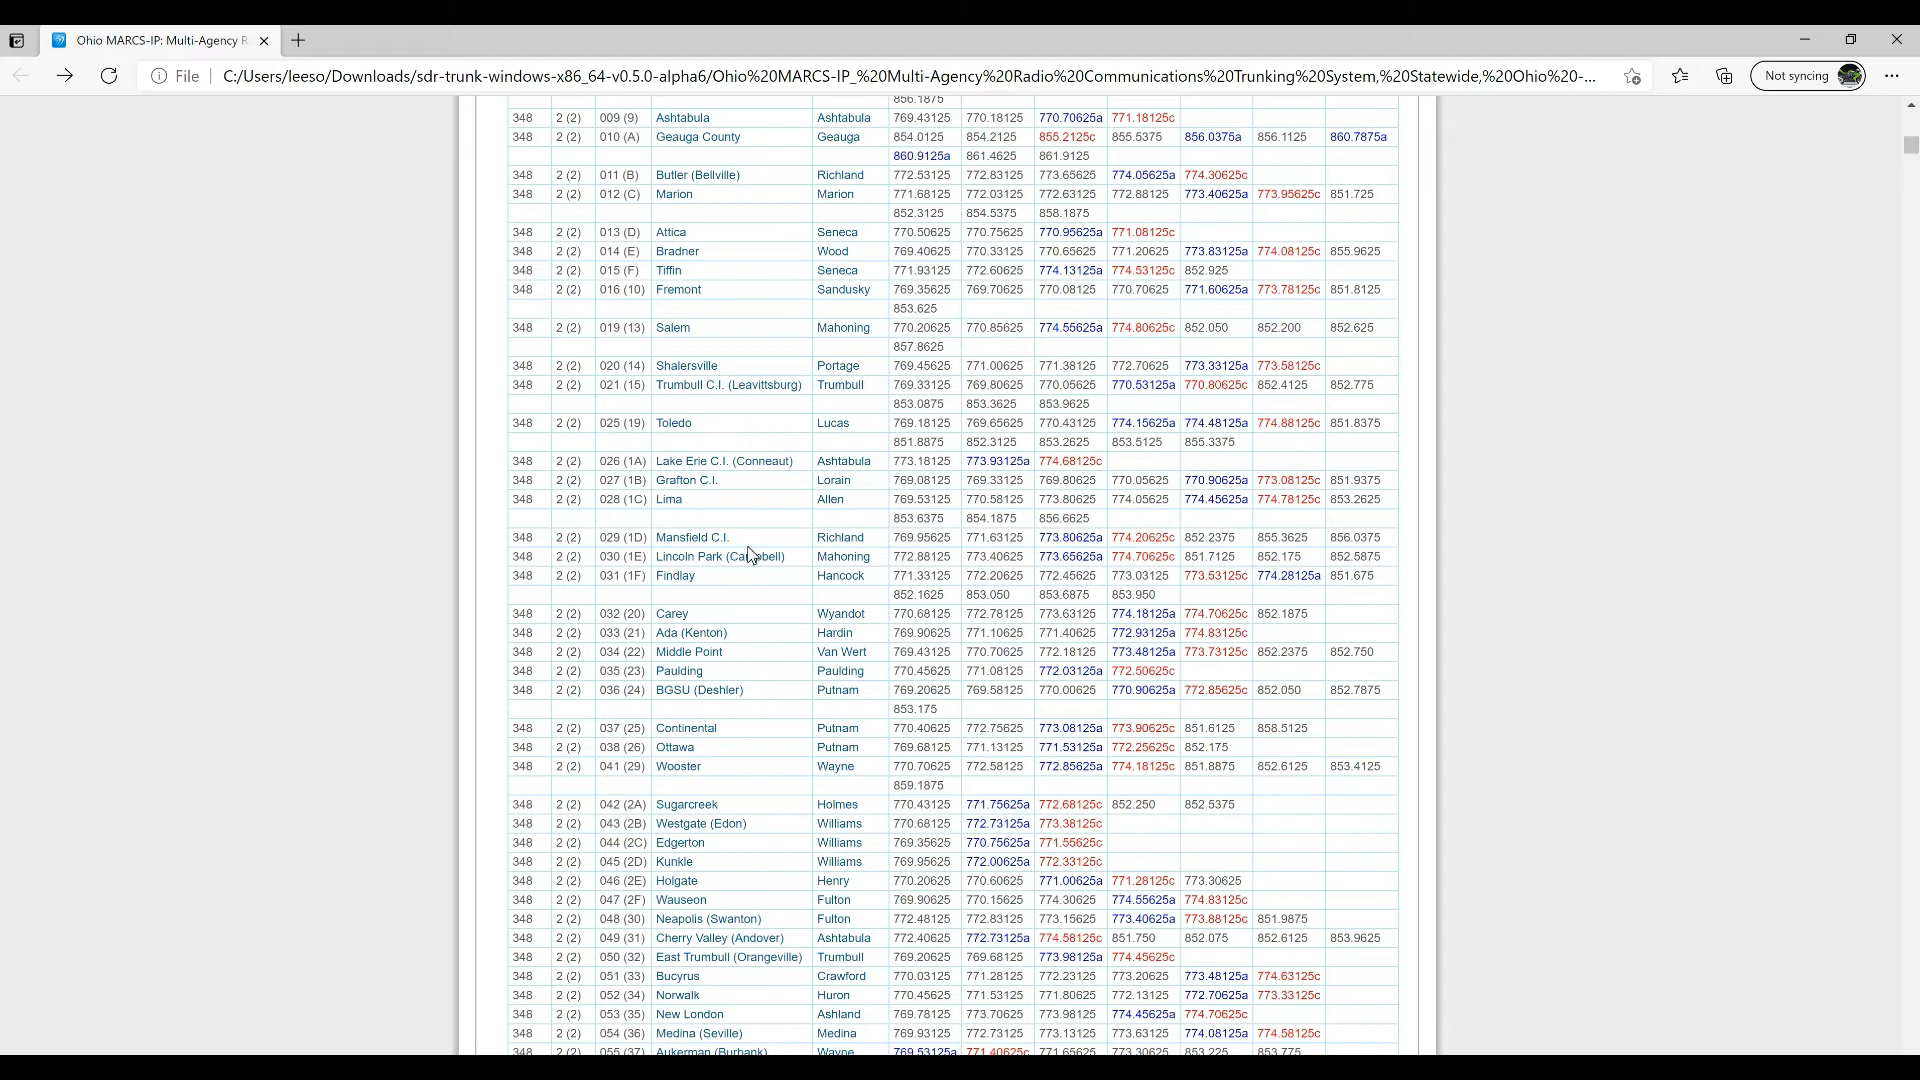 Ohio MARCS-IP: Multi-Agency R
File C:/Users/leeso/Downloads/sdr-trunk-windows-x86_64-v0.5.0-alpha6/Ohio%20MARCS-IP_%20Multi-Agency%20Radio%20Communications%20Trunking%20System,%20Statewide,%20Ohio%20-... Not syncing
856.1875
348 2 (2) 009 (9) Ashtabula Ashtabula 769.43125 770.18125 770.70625a 771.18125c
348 2 (2) 010 (A) Geauga County Geauga 854.0125 854.2125 855.2125c 855.5375 856.0375a 856.1125 860.7875a
860.9125a 861.4625 861.9125
348 2 (2) 011 (B) Butler (Bellville) Richland 772.53125 772.83125 773.65625 774.05625a 774.30625c
348 2 (2) 012 (C) Marion Marion 771.68125 772.03125 772.63125 772.88125 773.40625a 773.95625c 851.725
852.3125 854.5375 858.1875
348 2 (2) 013 (D) Attica Seneca 770.50625 770.75625 770.95625a 771.08125c
348 2 (2) 014 (E) Bradner Wood 769.40625 770.33125 770.65625 771.20625 773.83125a 774.08125c 855.9625
348 2 (2) 015 (F) Tiffin Seneca 771.93125 772.60625 774.13125a 774.53125c 852.925
348 2 (2) 016 (10) Fremont Sandusky 769.35625 769.70625 770.08125 770.70625 771.60625a 773.78125c 851.8125
853.625
348 2 (2) 019 (13) Salem Mahoning 770.20625 770.85625 774.55625a 774.80625c 852.050 852.200 852.625
857.8625
348 2 (2) 020 (14) Shalersville Portage 769.45625 771.00625 771.38125 772.70625 773.33125a 773.58125c
348 2 (2) 021 (15) Trumbull C.I. (Leavittsburg) Trumbull 769.33125 769.80625 770.05625 770.53125a 770.80625c 852.4125 852.775
853.0875 853.3625 853.9625
348 2 (2) 025 (19) Toledo Lucas 769.18125 769.65625 770.43125 774.15625a 774.48125a 774.88125c 851.8375
851.8875 852.3125 853.2625 853.5125 855.3375
348 2 (2) 026 (1A) Lake Erie C.I. (Conneaut) Ashtabula 773.18125 773.93125a 774.68125c
348 2 (2) 027 (1B) Grafton C.I. Lorain 769.08125 769.33125 769.80625 770.05625 770.90625a 773.08125c 851.9375
348 2 (2) 028 (1C) Lima Allen 769.53125 770.58125 773.80625 774.05625 774.45625a 774.78125c 853.2625
853.6375 854.1875 856.6625
348 2 (2) 029 (1D) Mansfield C.I. Richland 769.95625 771.63125 773.80625a 774.20625c 852.2375 855.3625 856.0375
348 2 (2) 030 (1E) Lincoln Park (Campbell) Mahoning 772.88125 773.40625 773.65625a 774.70625c 851.7125 852.175 852.5875
348 2 (2) 031 (1F) Findlay Hancock 771.33125 772.20625 772.45625 773.03125 773.53125c 774.28125a 851.675
852.1625 853.050 853.6875 853.950
348 2 (2) 032 (20) Carey Wyandot 770.68125 772.78125 773.63125 774.18125a 774.70625c 852.1875
348 2 (2) 033 (21) Ada (Kenton) Hardin 769.90625 771.10625 771.40625 772.93125a 774.83125c
348 2 (2) 034 (22) Middle Point Van Wert 769.43125 770.70625 772.18125 773.48125a 773.73125c 852.2375 852.750
348 2 (2) 035 (23) Paulding Paulding 770.45625 771.08125 772.03125a 772.50625c
348 2 (2) 036 (24) BGSU (Deshler) Putnam 769.20625 769.58125 770.00625 770.90625a 772.85625c 852.050 852.7875
853.175
348 2 (2) 037 (25) Continental Putnam 770.40625 772.75625 773.08125a 773.90625c 851.6125 858.5125
348 2 (2) 038 (26) Ottawa Putnam 769.68125 771.13125 771.53125a 772.25625c 852.175
348 2 (2) 041 (29) Wooster Wayne 770.70625 772.58125 772.85625a 774.18125c 851.8875 852.6125 853.4125
859.1875
348 2 (2) 042 (2A) Sugarcreek Holmes 770.43125 771.75625a 772.68125c 852.250 852.5375
348 2 (2) 043 (2B) Westgate (Edon) Williams 770.68125 772.73125a 773.38125c
348 2 (2) 044 (2C) Edgerton Williams 769.35625 770.75625a 771.55625c
348 2 (2) 045 (2D) Kunkle Williams 769.95625 772.00625a 772.33125c
348 2 (2) 046 (2E) Holgate Henry 770.20625 770.60625 771.00625a 771.28125c 773.30625
348 2 (2) 047 (2F) Wauseon Fulton 769.90625 770.15625 774.30625 774.55625a 774.83125c
348 2 (2) 048 (30) Neapolis (Swanton) Fulton 772.48125 772.83125 773.15625 773.40625a 773.88125c 851.9875
348 2 (2) 049 (31) Cherry Valley (Andover) Ashtabula 772.40625 772.73125a 774.58125c 851.750 852.075 852.6125 853.9625
348 2 (2) 050 (32) East Trumbull (Orangeville) Trumbull 769.20625 769.68125 773.98125a 774.45625c
348 2 (2) 051 (33) Bucyrus Crawford 770.03125 771.28125 772.23125 773.20625 773.48125a 774.63125c
348 2 (2) 052 (34) Norwalk Huron 770.45625 771.53125 771.80625 772.13125 772.70625a 773.33125c
348 2 (2) 053 (35) New London Ashland 769.78125 773.70625 773.98125 774.45625a 774.70625c
348 2 (2) 054 (36) Medina (Seville) Medina 769.93125 772.73125 773.13125 773.63125 774.08125a 774.58125c
348 2 (2) 055 (37) Aukerman (Burbank) Wayne 769.53125a 771.40625c 771.65625 773.30625 853.225 853.775